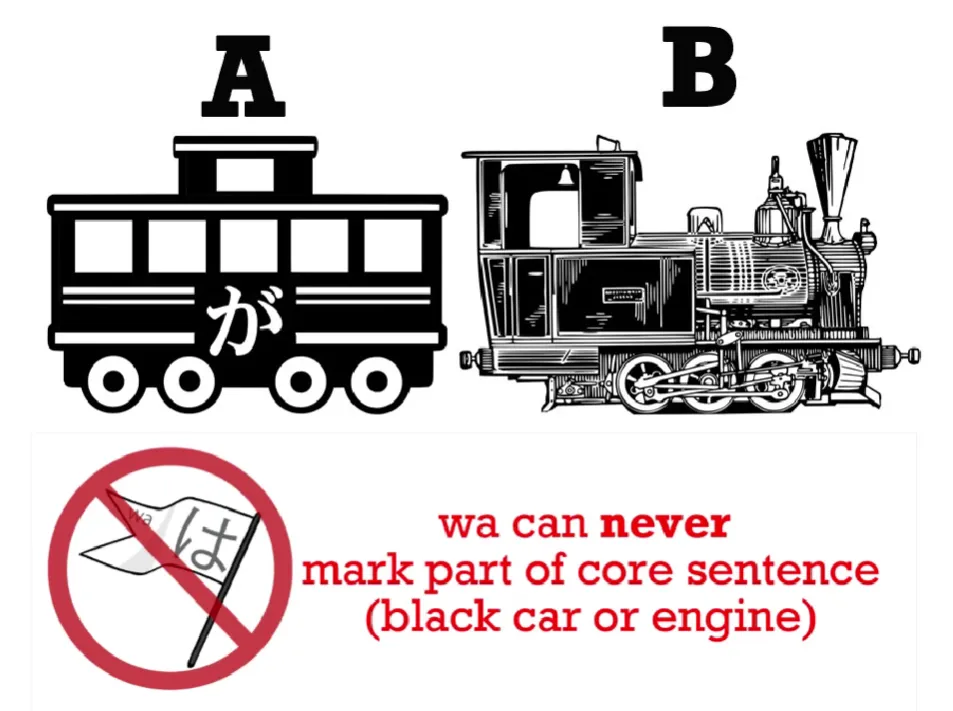 A
B
が
wa は
wa can never
mark part of core sentence
(black car or engine)